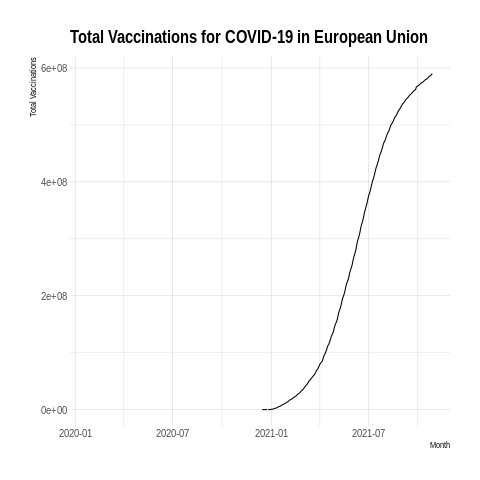 Total Vaccinations for COVID-19 in European Union
Total Vaccinations
6e+08
4e+08
2e+08
0e+00
2020-01 2020-07 2021-01 2021-07
Month